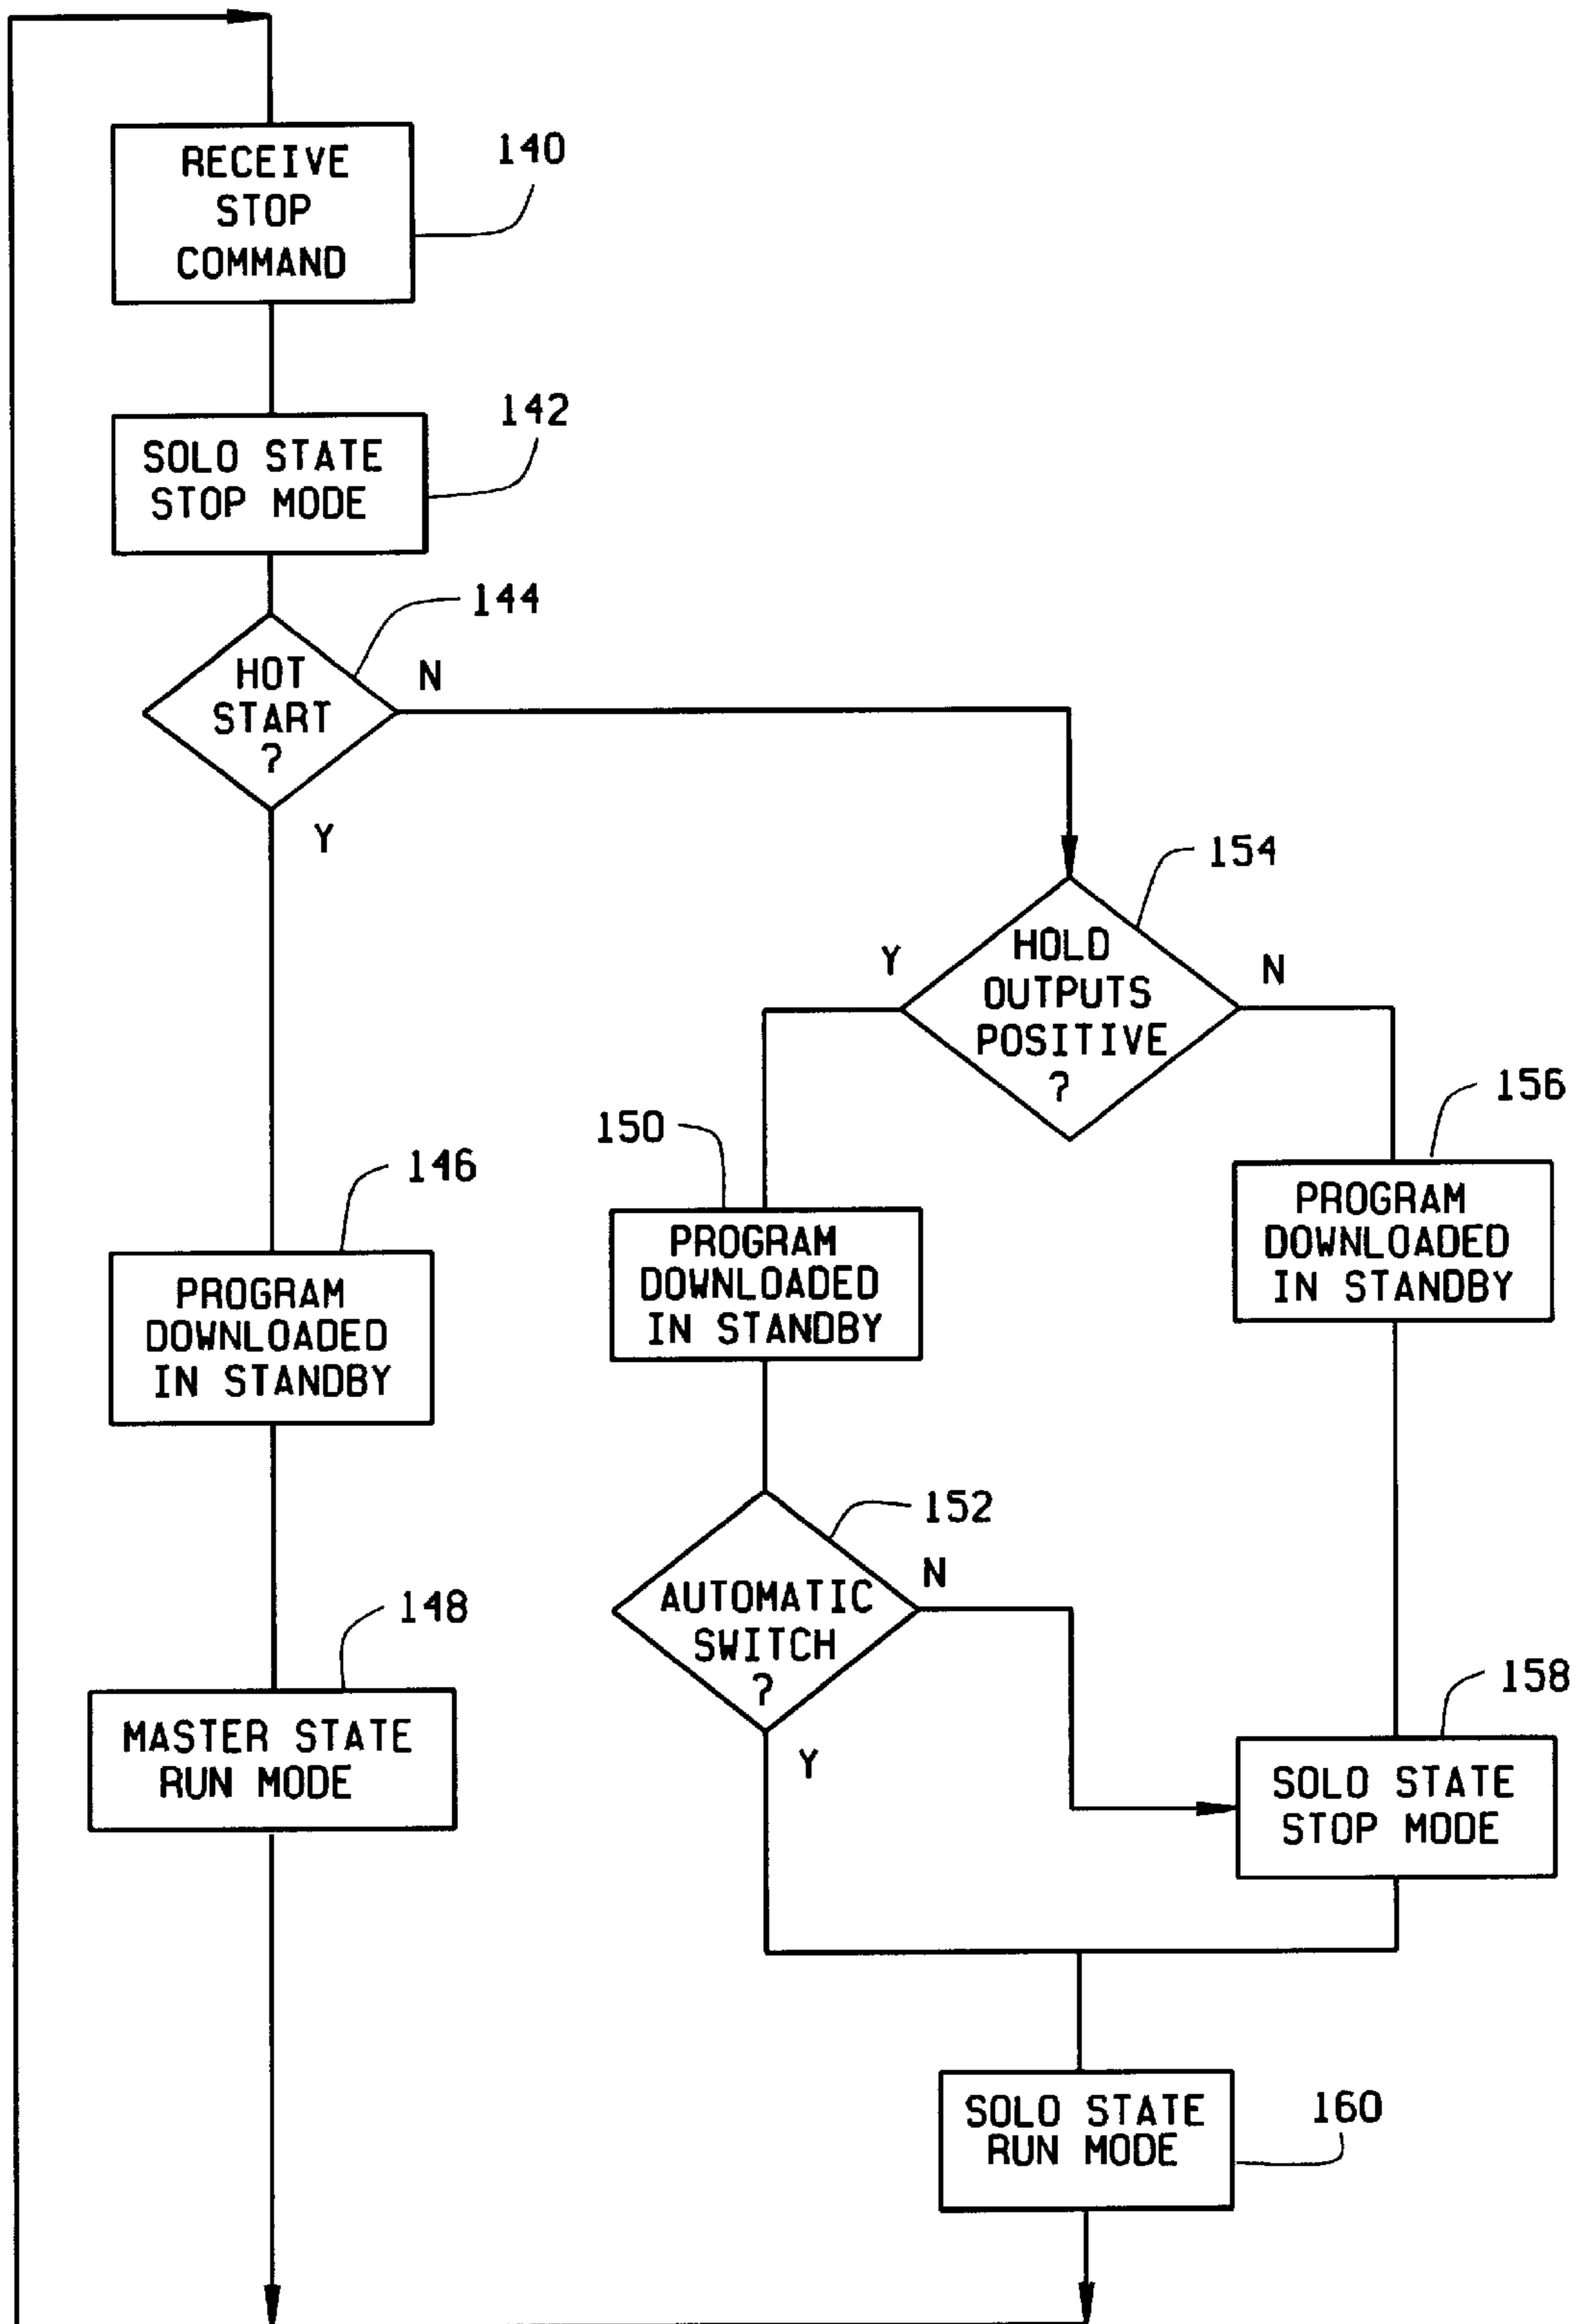 RECEIVE
STOP
COMMAND
140
SOLO STATE
STOP MODE
142
HOT
START
?
144
N
Y
HOLD
OUTPUTS
POSITIVE
?
154
Y
N
150
PROGRAM
DOWNLOADED
IN STANDBY
156
PROGRAM
DOWNLOADED
IN STANDBY
146
PROGRAM
DOWNLOADED
IN STANDBY
152
AUTOMATIC
SWITCH
?
N
Y
148
MASTER STATE
RUN MODE
158
SOLO STATE
STOP MODE
SOLO STATE
RUN MODE
160